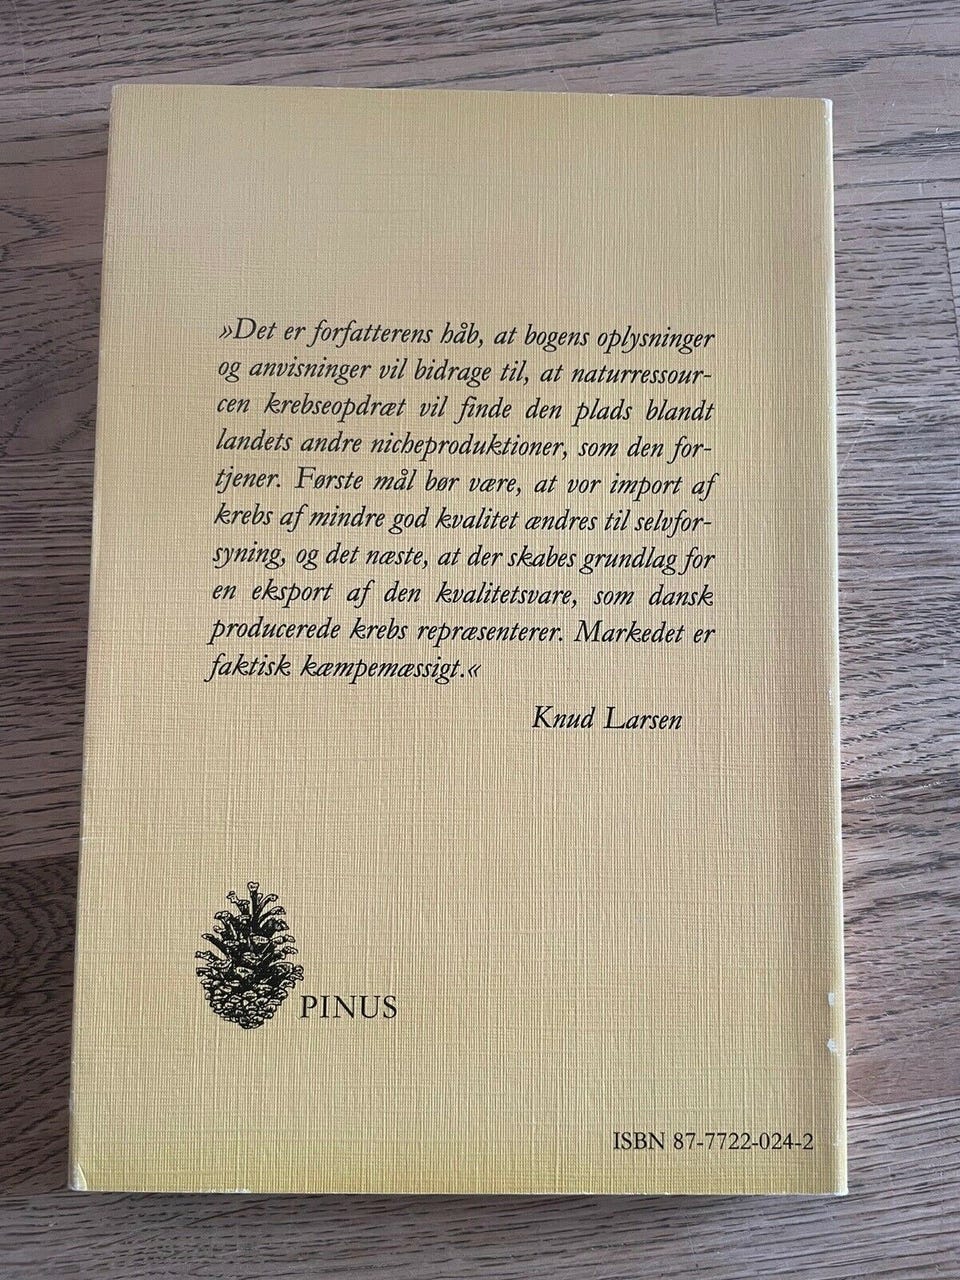 »Det er forfatterens håb, at bogens oplysninger
og anvisninger vil bidrage til, at naturressour-
cen krebseopdræt vil finde den plads blandt
landets andre nicheproduktioner, som den for-
tjener. Første mål bør være, at vor import af
krebs af mindre god kvalitet ændres til selvfor-
syning, og det næste, at der skabes grundlag for
en eksport af den kvalitetsvare, som dansk
producerede krebs repræsenterer. Markedet er
faktisk kæmpemæssigt.«
Knud Larsen
PINUS
ISBN 87-7722-024-2